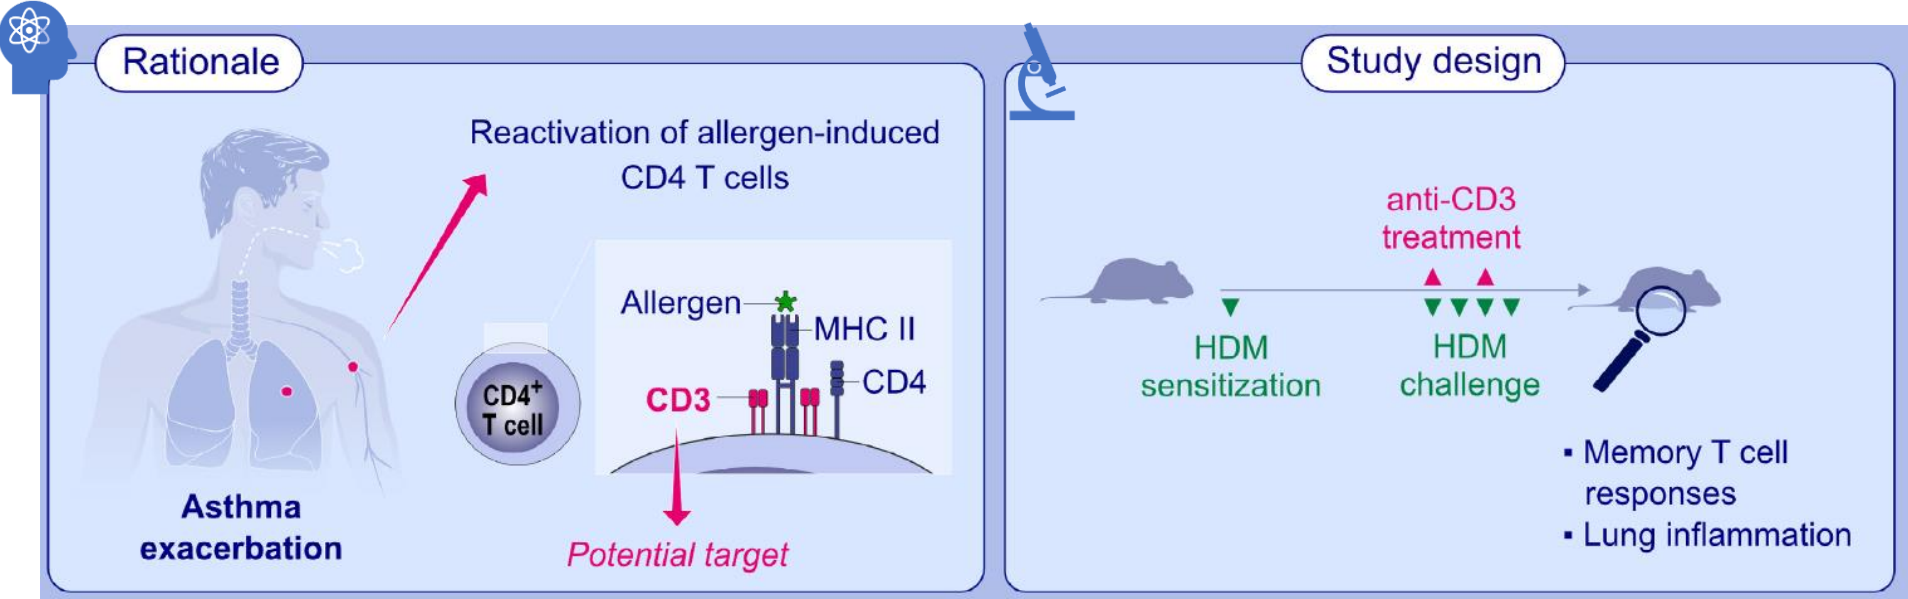 Rationale
Reactivation of allergen-induced
CD4 T cells
Allergen
MHC II
CD4
CD3
CD4⁺
T cell
Asthma
exacerbation
Potential target
Study design
anti-CD3
treatment
HDM
sensitization
HDM
challenge
▪ Memory T cell
responses
▪ Lung inflammation